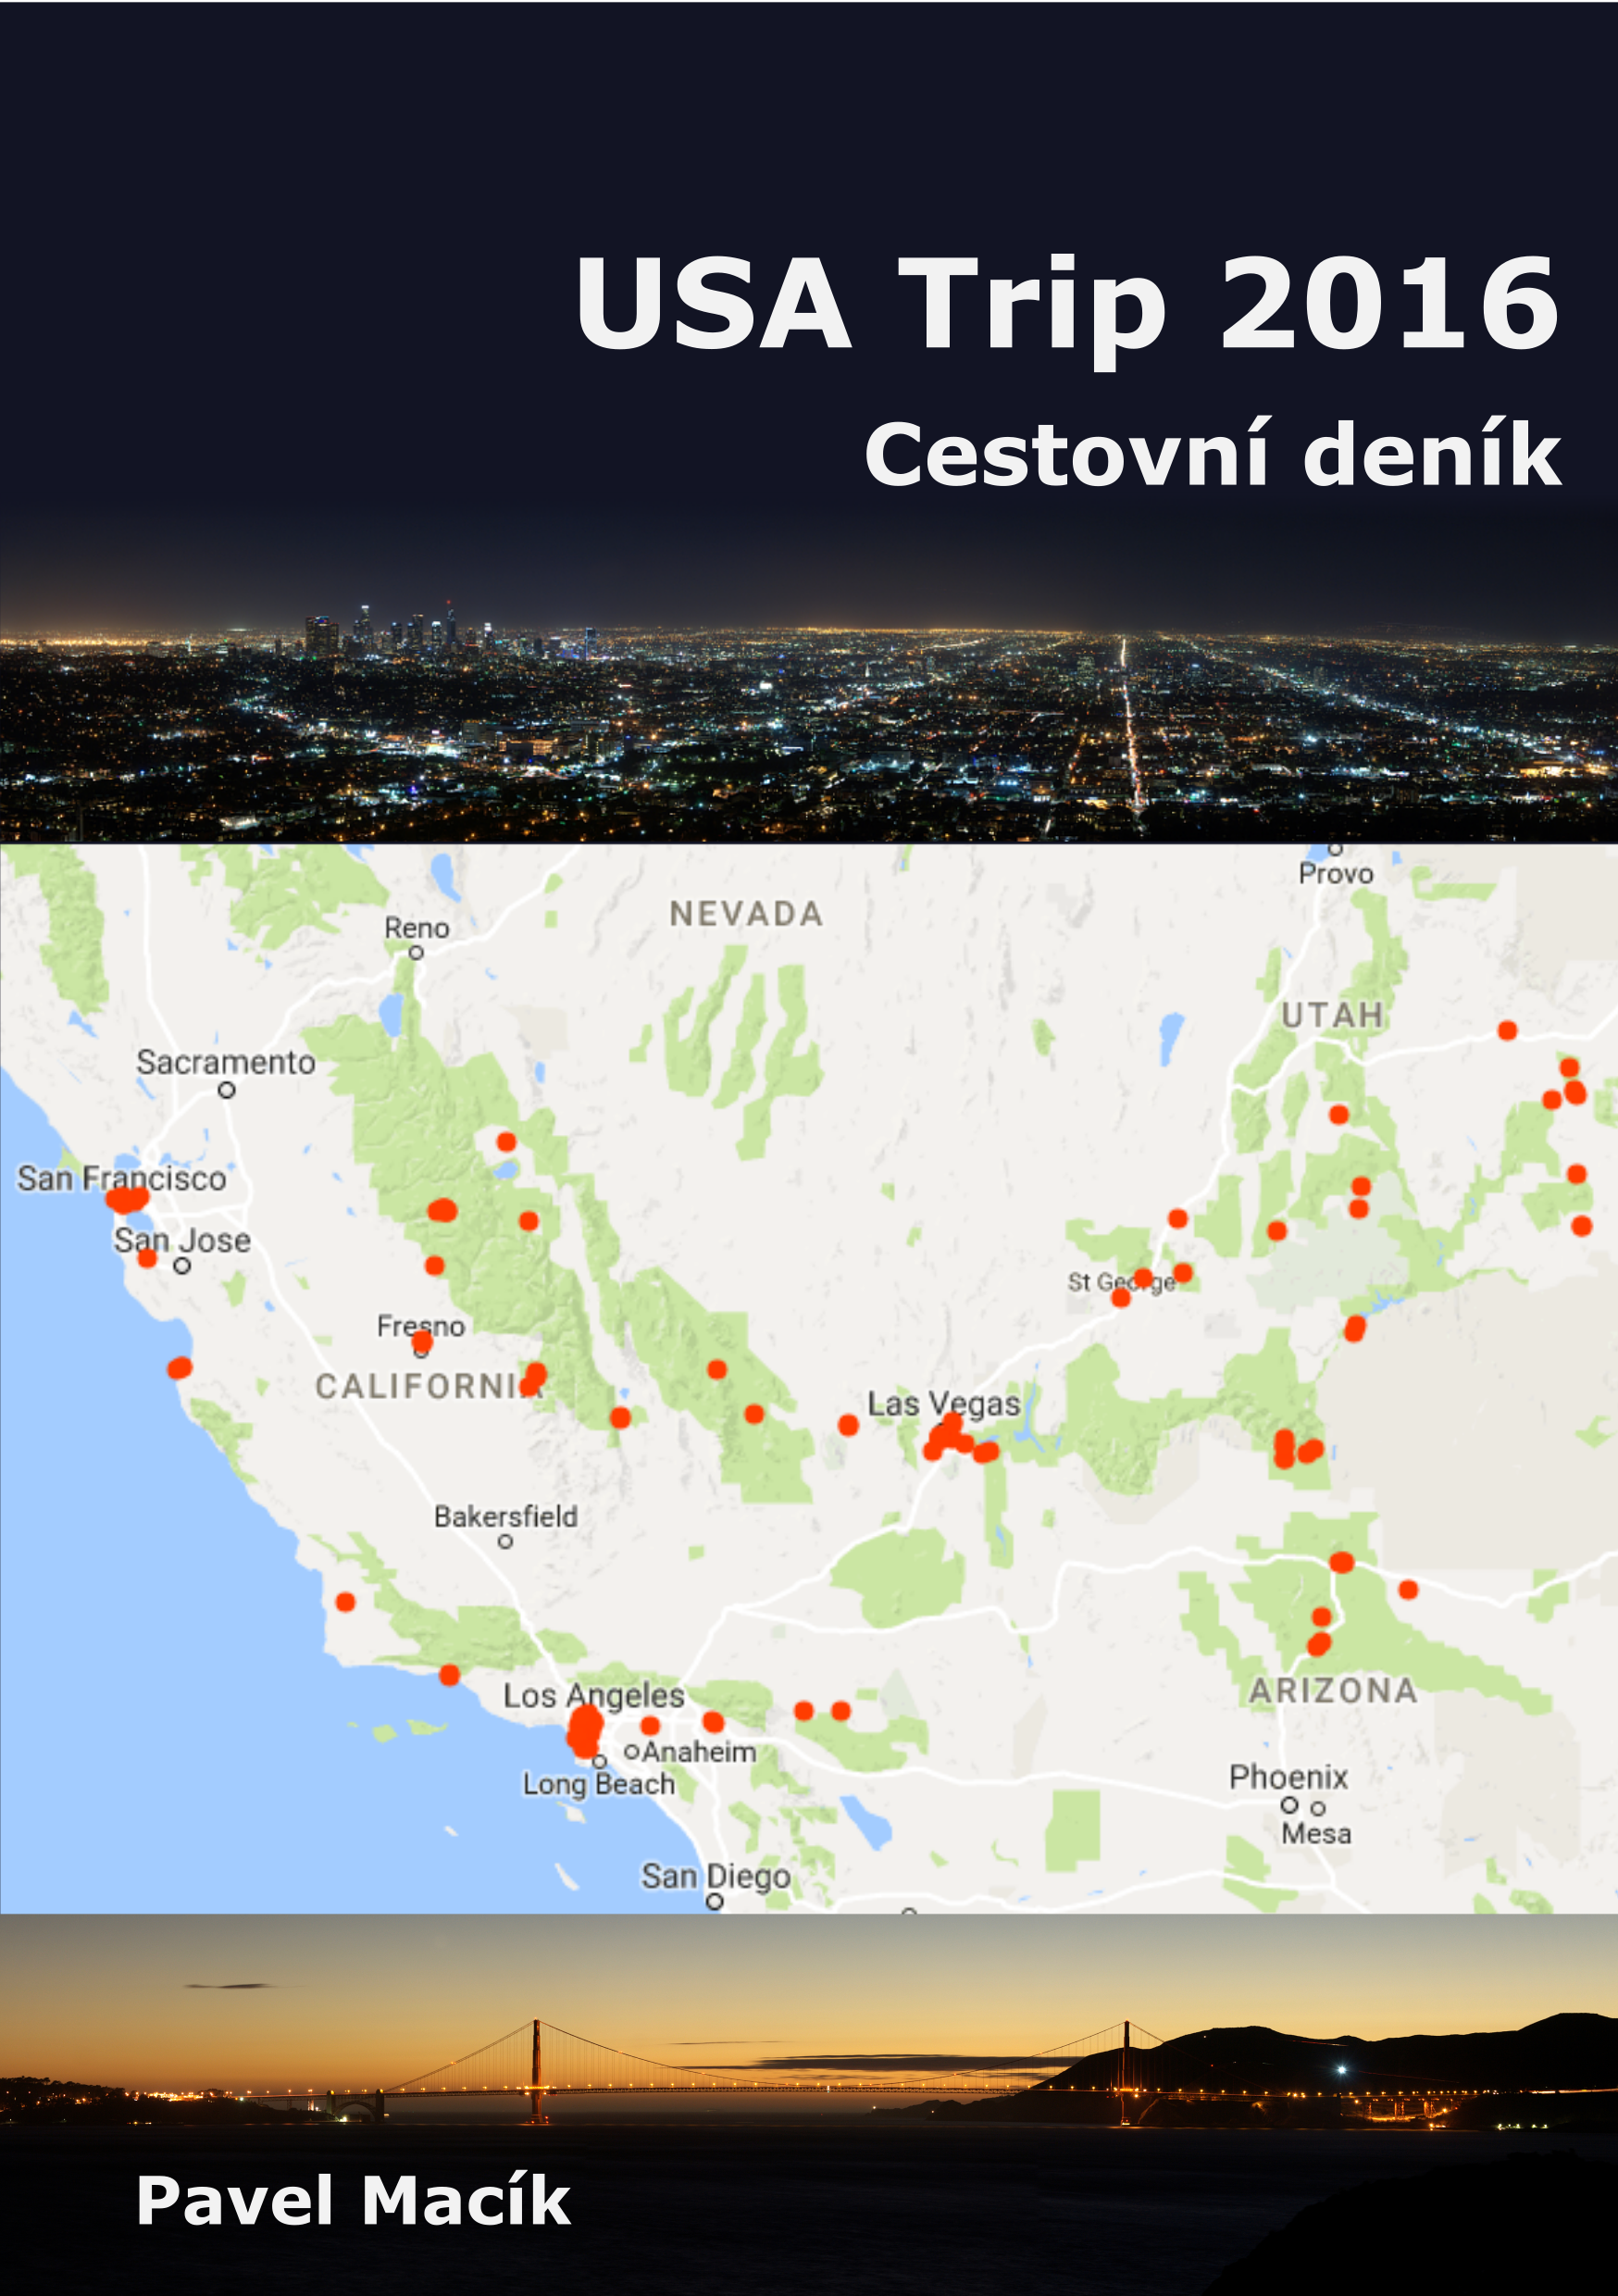 USA Trip 2016
Cestovní deník
Provo
NEVADA
Reno
UTAH
Sacramento
San Francisco
San Jose
St George
Fresno
CALIFORNIA
Las Vegas
Bakersfield
Los Angeles
ARIZONA
Anaheim
Long Beach
Phoenix
Mesa
San Diego
Pavel Macík